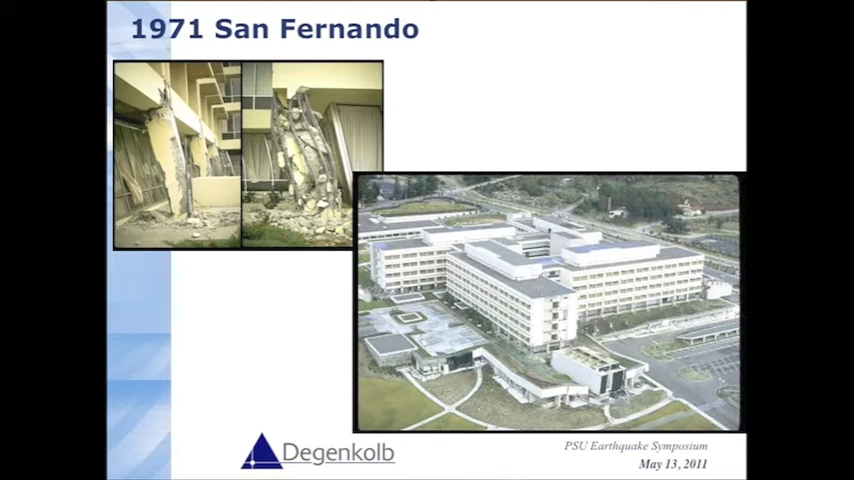 1971 San Fernando
Degenkolb
PSU Earthquake Symposium
May 13, 2011